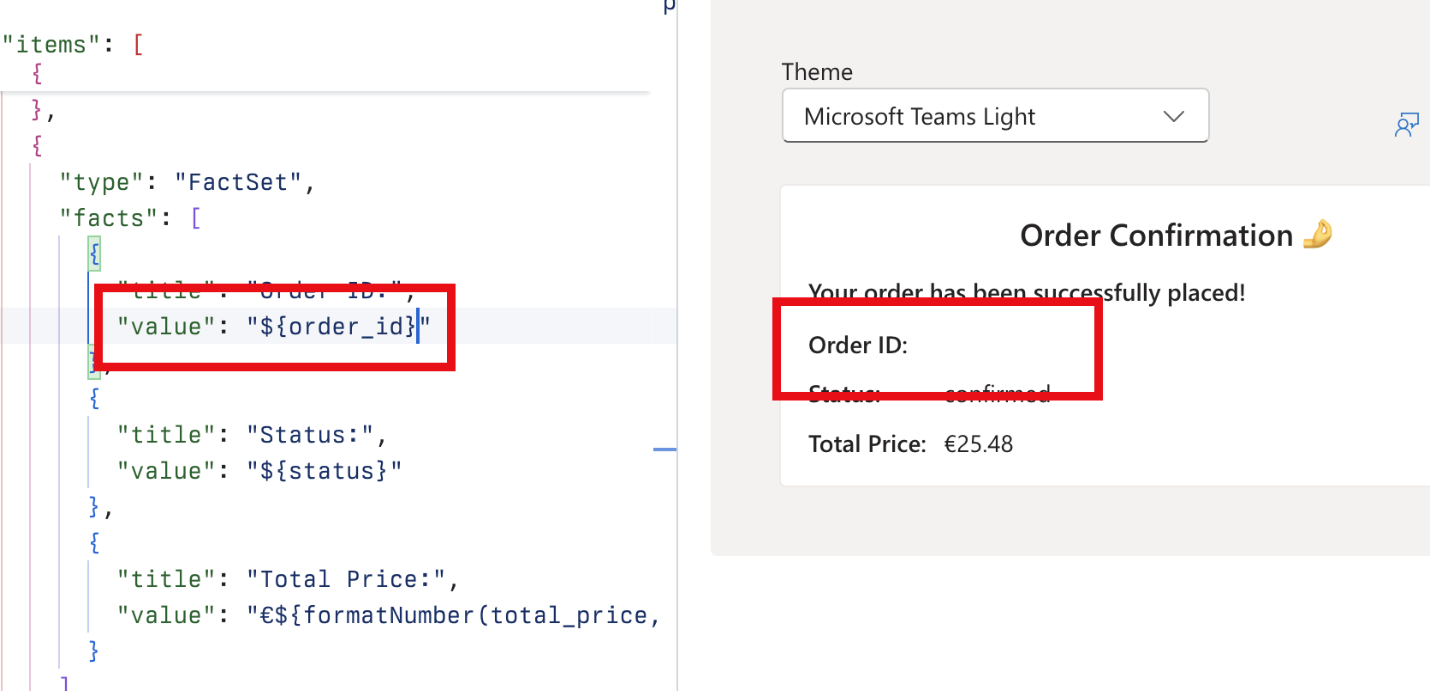 p
"items": [
{
},
{
"type": "FactSet",
"facts": [
{
"title": "Order ID:",
"value": "${order_id}"
},
{
"title": "Status:",
"value": "${status}"
},
{
"title": "Total Price:",
"value": "€${formatNumber(total_price,
}
]
Theme
Microsoft Teams Light
Order Confirmation 🤌
Your order has been successfully placed!
Order ID:
Status: confirmed
Total Price: €25.48